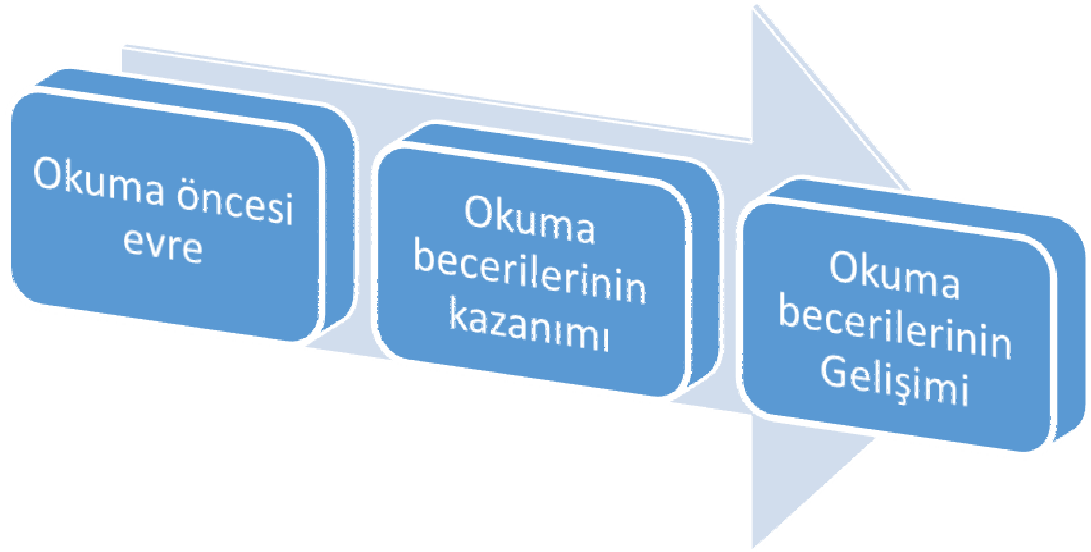 Okuma öncesi
evre
Okuma
becerilerinin
kazanımı
Okuma
becerilerinin
Gelişimi